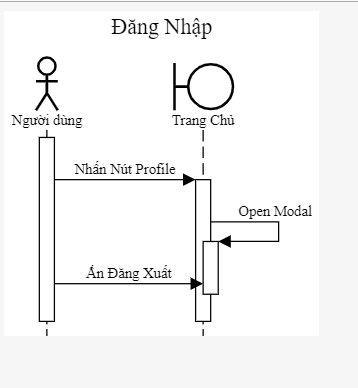 Đăng Nhập
Người dùng
Trang Chủ
Nhấn Nút Profile
Open Modal
Ấn Đăng Xuất